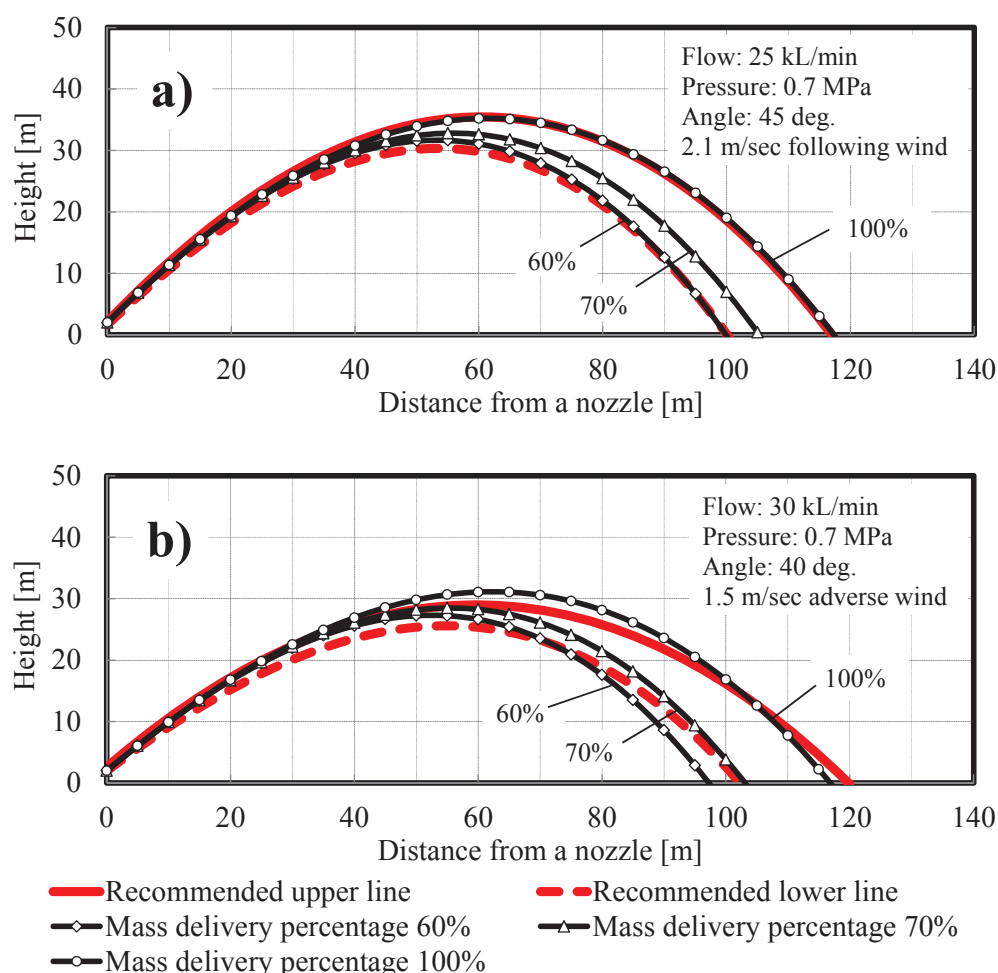 50
40
30
20
10
0
Height [m]
a)
Flow: 25 kL/min
Pressure: 0.7 MPa
Angle: 45 deg.
2.1 m/sec following wind
100%
60%
70%
0 20 40 60 80 100 120 140
Distance from a nozzle [m]
50
40
30
20
10
0
Height [m]
b)
Flow: 30 kL/min
Pressure: 0.7 MPa
Angle: 40 deg.
1.5 m/sec adverse wind
100%
60%
70%
0 20 40 60 80 100 120 140
Distance from a nozzle [m]
Recommended upper line Recommended lower line
Mass delivery percentage 60% Mass delivery percentage 70%
Mass delivery percentage 100%